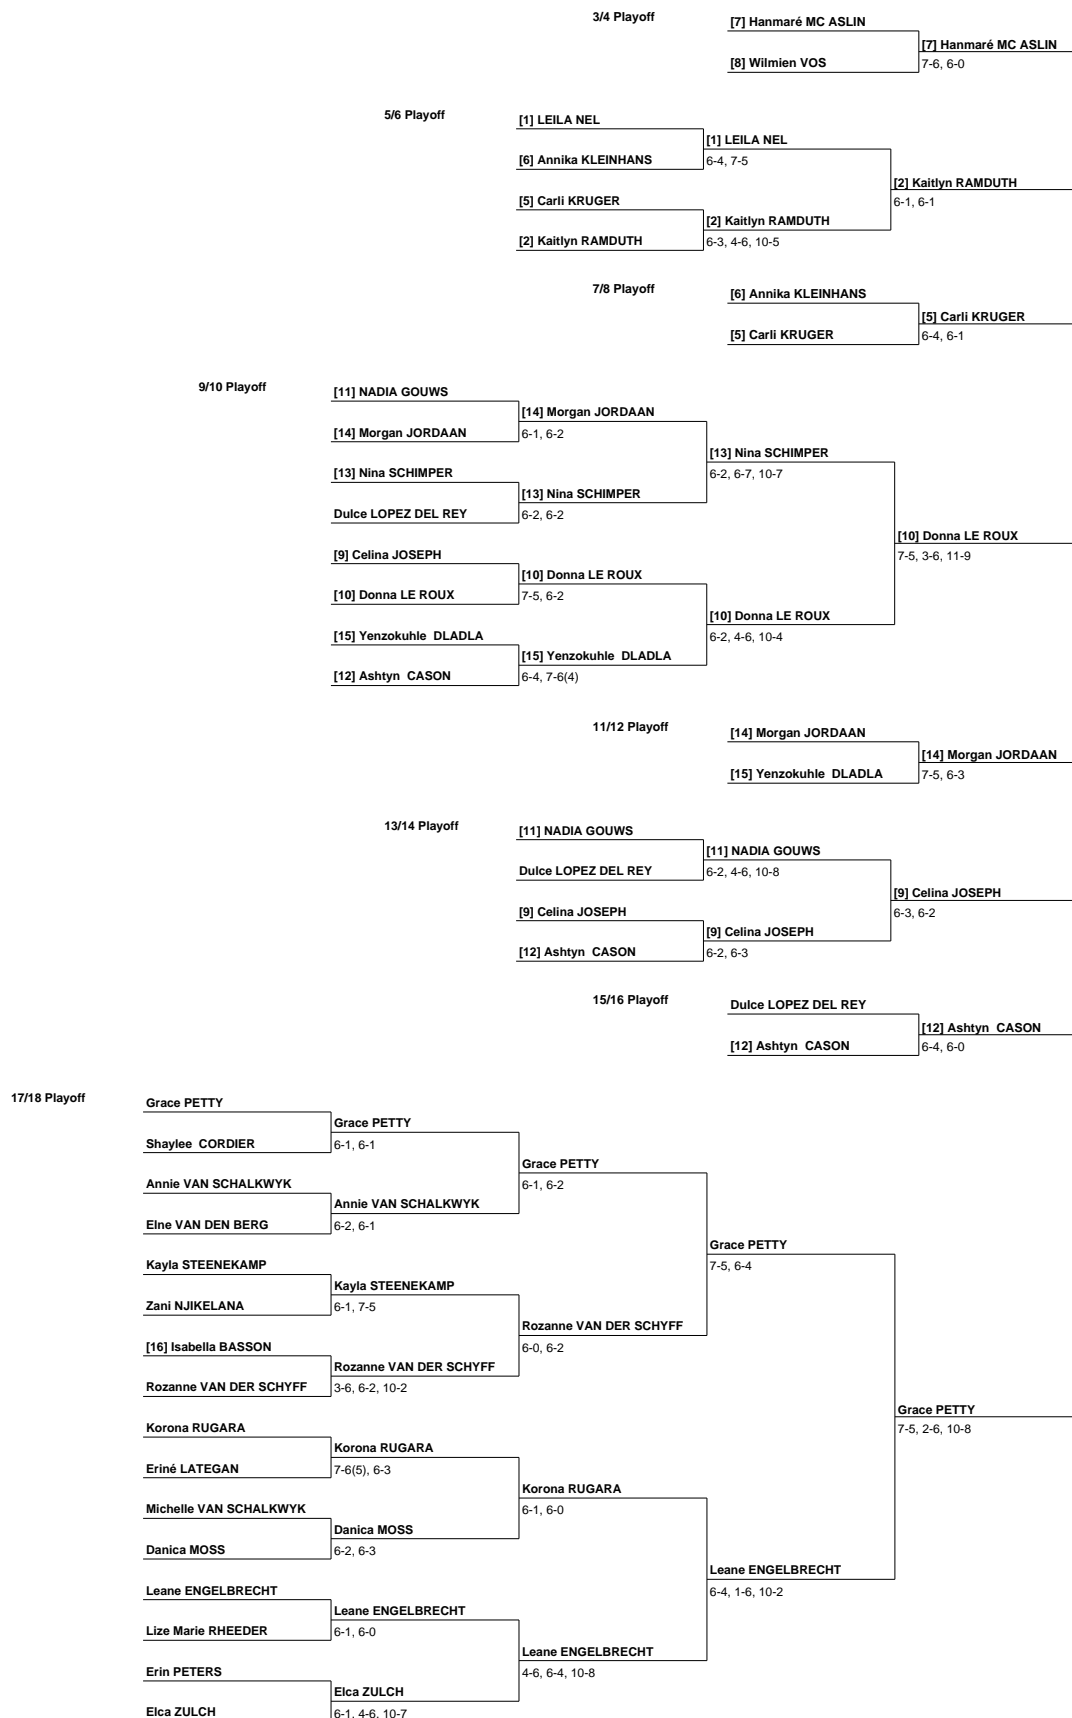 3/4 Playoff
[7] Hanmaré MC ASLIN
[7] Hanmaré MC ASLIN
[8] Wilmien VOS
7-6, 6-0
5/6 Playoff
[1] LEILA NEL
[1] LEILA NEL
[6] Annika KLEINHANS
6-4, 7-5
[2] Kaitlyn RAMDUTH
6-1, 6-1
[5] Carli KRUGER
[2] Kaitlyn RAMDUTH
[2] Kaitlyn RAMDUTH
6-3, 4-6, 10-5
7/8 Playoff
[6] Annika KLEINHANS
[5] Carli KRUGER
[5] Carli KRUGER
6-4, 6-1
9/10 Playoff
[11] NADIA GOUWS
[14] Morgan JORDAAN
[14] Morgan JORDAAN
6-1, 6-2
[13] Nina SCHIMPER
6-2, 6-7, 10-7
[13] Nina SCHIMPER
[13] Nina SCHIMPER
Dulce LOPEZ DEL REY
6-2, 6-2
[10] Donna LE ROUX
7-5, 3-6, 11-9
[9] Celina JOSEPH
[10] Donna LE ROUX
[10] Donna LE ROUX
7-5, 6-2
[10] Donna LE ROUX
6-2, 4-6, 10-4
[15] Yenzokuhle DLADLA
[15] Yenzokuhle DLADLA
[12] Ashtyn CASON
6-4, 7-6(4)
11/12 Playoff
[14] Morgan JORDAAN
[14] Morgan JORDAAN
[15] Yenzokuhle DLADLA
7-5, 6-3
13/14 Playoff
[11] NADIA GOUWS
[11] NADIA GOUWS
Dulce LOPEZ DEL REY
6-2, 4-6, 10-8
[9] Celina JOSEPH
6-3, 6-2
[9] Celina JOSEPH
[9] Celina JOSEPH
[12] Ashtyn CASON
6-2, 6-3
15/16 Playoff
Dulce LOPEZ DEL REY
[12] Ashtyn CASON
[12] Ashtyn CASON
6-4, 6-0
17/18 Playoff
Grace PETTY
Grace PETTY
Shaylee CORDIER
6-1, 6-1
Grace PETTY
6-1, 6-2
Annie VAN SCHALKWYK
Annie VAN SCHALKWYK
Elne VAN DEN BERG
6-2, 6-1
Grace PETTY
7-5, 6-4
Kayla STEENEKAMP
Kayla STEENEKAMP
Zani NJIKELANA
6-1, 7-5
Rozanne VAN DER SCHYFF
6-0, 6-2
[16] Isabella BASSON
Rozanne VAN DER SCHYFF
Rozanne VAN DER SCHYFF
3-6, 6-2, 10-2
Grace PETTY
7-5, 2-6, 10-8
Korona RUGARA
Korona RUGARA
Eriné LATEGAN
7-6(5), 6-3
Korona RUGARA
6-1, 6-0
Michelle VAN SCHALKWYK
Danica MOSS
Danica MOSS
6-2, 6-3
Leane ENGELBRECHT
6-4, 1-6, 10-2
Leane ENGELBRECHT
Leane ENGELBRECHT
Lize Marie RHEEDER
6-1, 6-0
Leane ENGELBRECHT
4-6, 6-4, 10-8
Erin PETERS
Elca ZULCH
Elca ZULCH
6-1, 4-6, 10-7